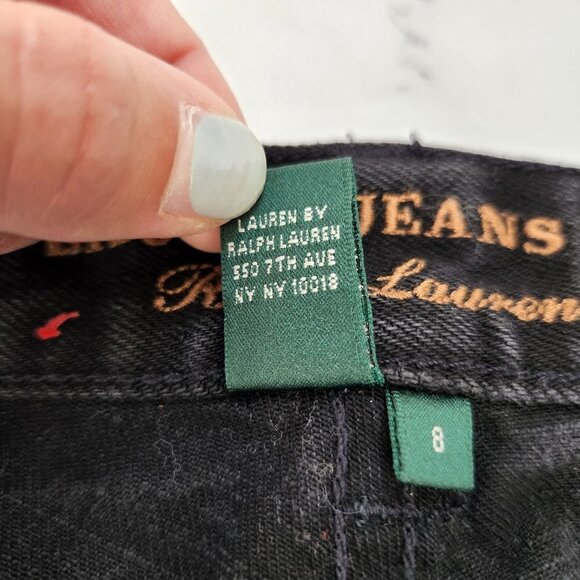 LAUREN BY
RALPH LAUREN
550 7TH AVE
NY NY 10018
JEANS
Lauren
8